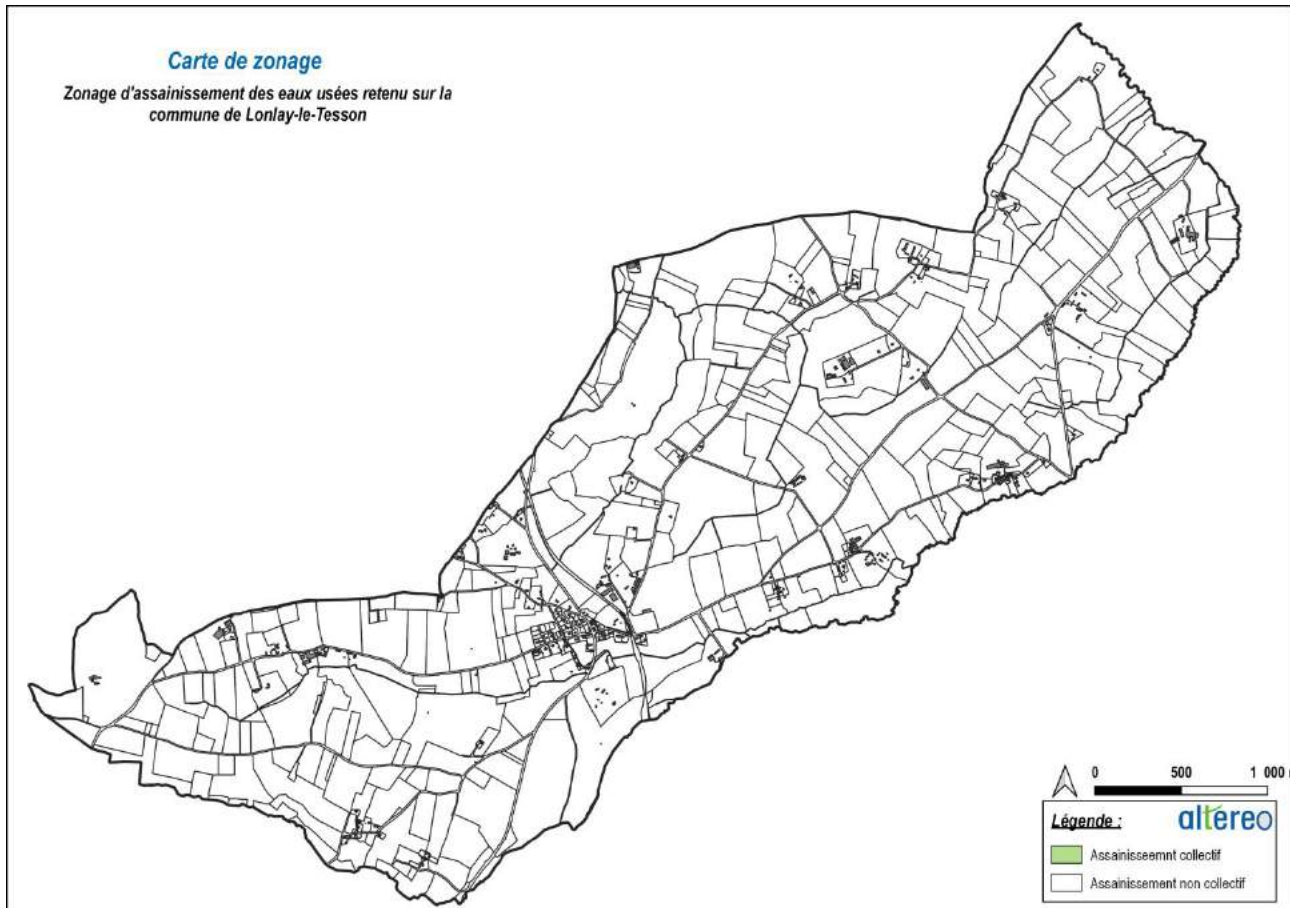 Carte de zonage
Zonage d'assainissement des eaux usées retenu sur la
commune de Lonlay-le-Tesson
0 500 1 000 m
Légende :
altereo
Assainisseemnt collectif
Assainissement non collectif